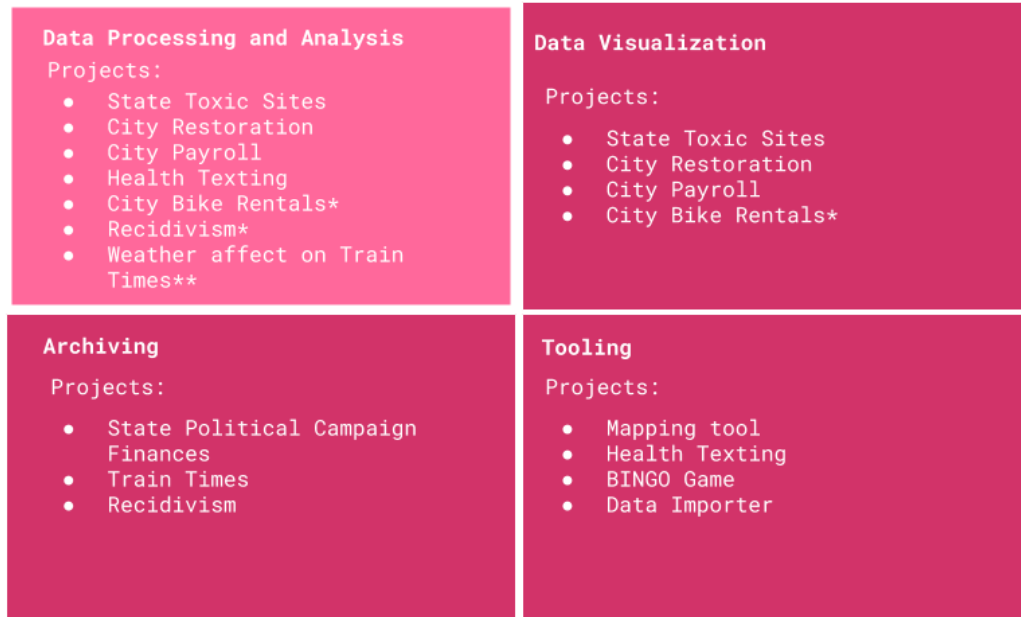 Data Processing and Analysis
Projects:
● State Toxic Sites
● City Restoration
● City Payroll
● Health Texting
● City Bike Rentals*
● Recidivism*
● Weather affect on Train
Times**
Data Visualization
Projects:
● State Toxic Sites
● City Restoration
● City Payroll
● City Bike Rentals*
Archiving
Projects:
● State Political Campaign
Finances
● Train Times
● Recidivism
Tooling
Projects:
● Mapping tool
● Health Texting
● BINGO Game
● Data Importer